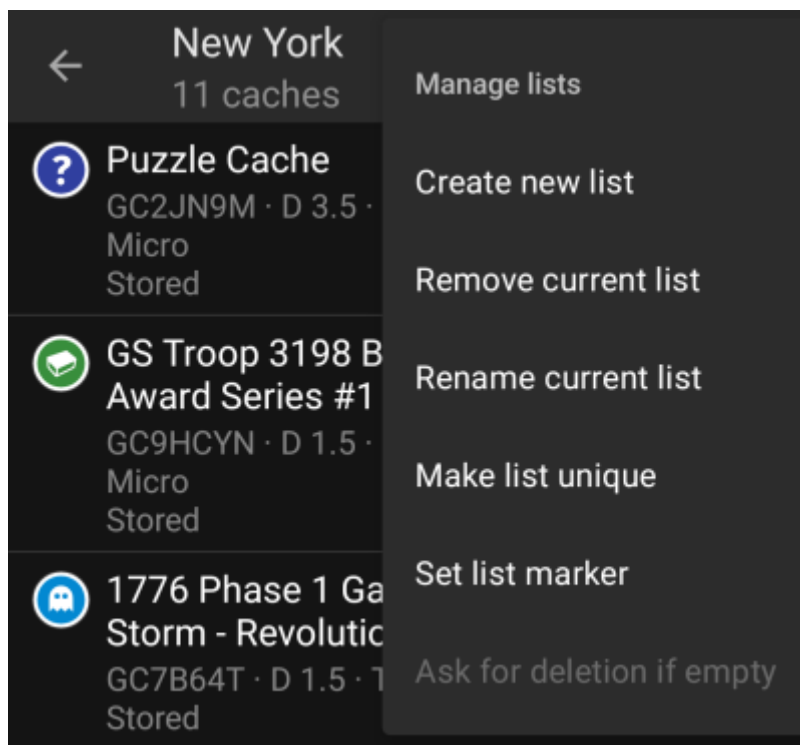 New York
11 caches
Puzzle Cache
GC2JN9M · D 3.5 ·
Micro
Stored
GS Troop 3198 B
Award Series #1
GC9HCYN · D 1.5 ·
Micro
Stored
1776 Phase 1 Ga
Storm - Revolutio
GC7B64T · D 1.5 ·
Stored
Manage lists
Create new list
Remove current list
Rename current list
Make list unique
Set list marker
Ask for deletion if empty